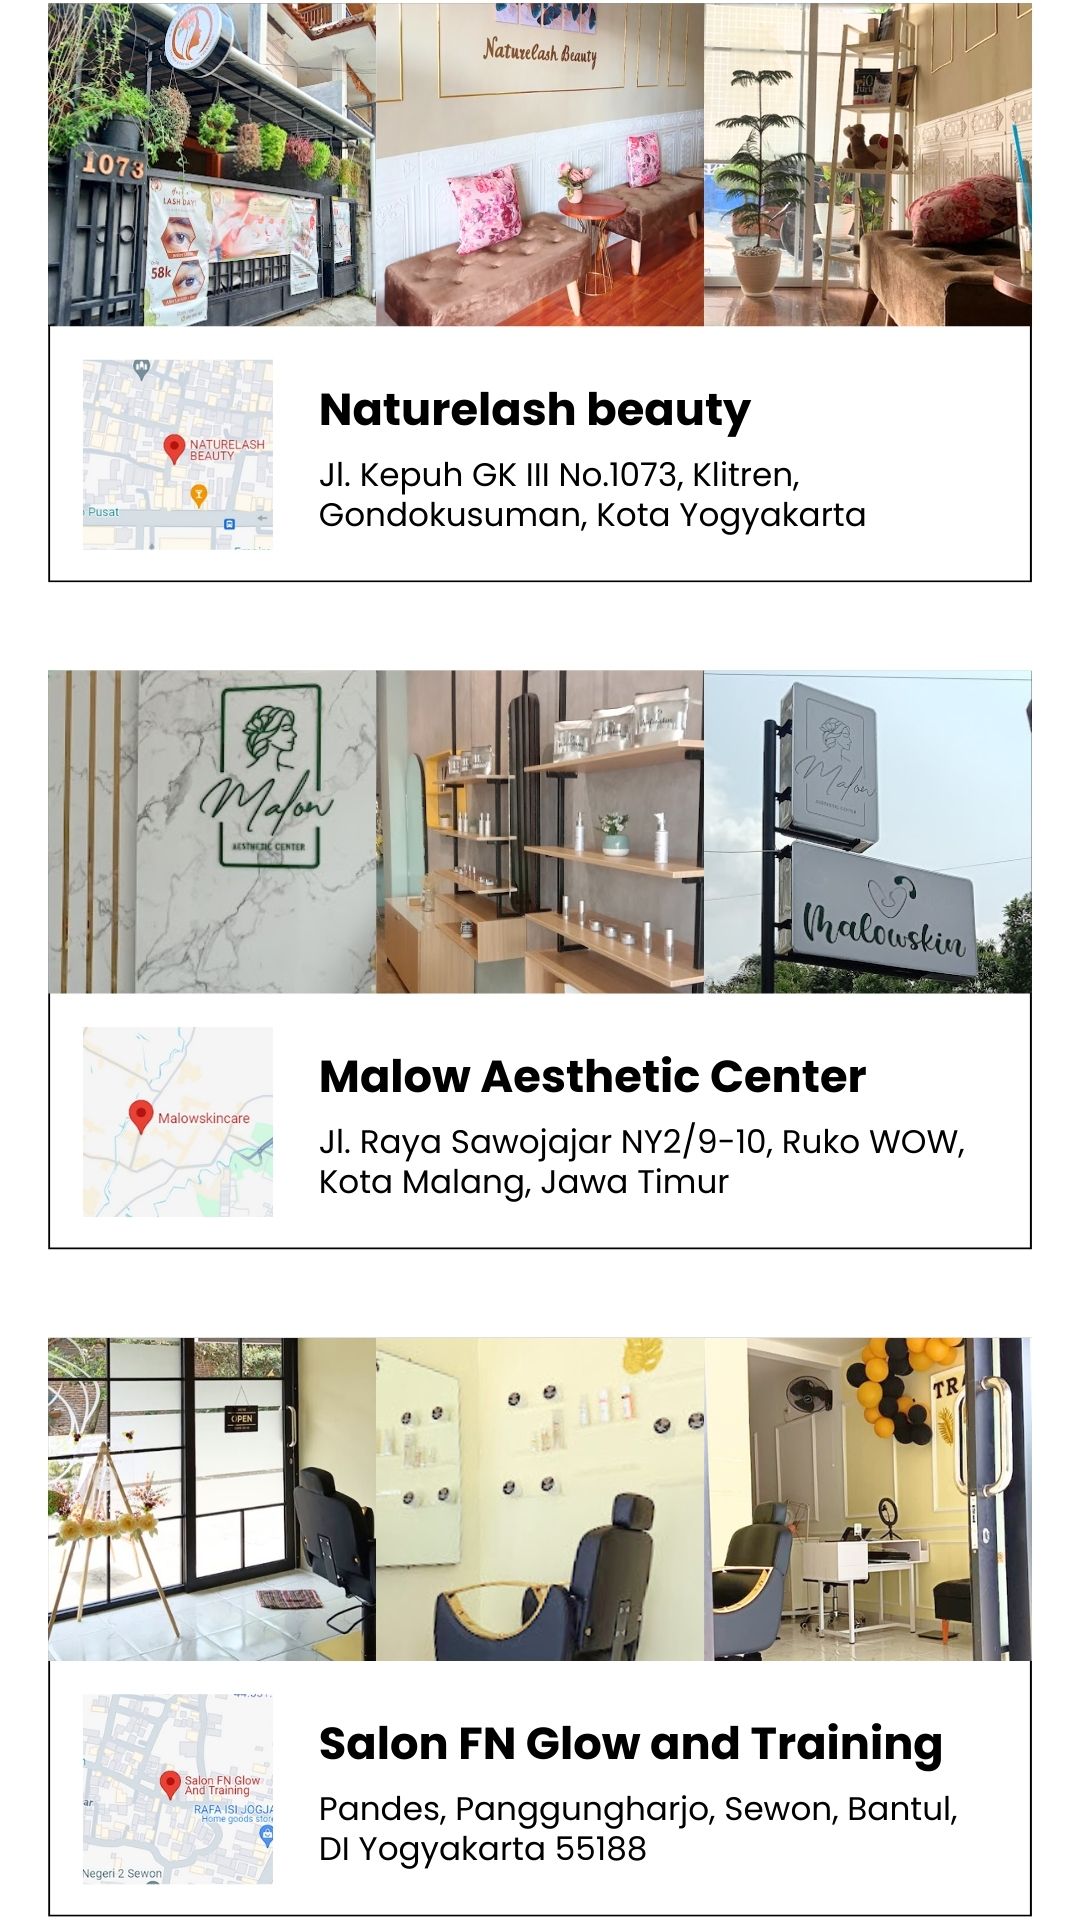 1073
LASH DAY!
58k
Naturelash Beauty
NATURELASH
BEAUTY
Pusat
Naturelash beauty
Jl. Kepuh GK III No.1073, Klitren,
Gondokusuman, Kota Yogyakarta
Malow
AESTHETIC CENTER
Malow
AESTHETIC CENTER
Malowskin
Malowskincare
Malow Aesthetic Center
Jl. Raya Sawojajar NY2/9-10, Ruko WOW,
Kota Malang, Jawa Timur
OPEN
TRA
Salon FN Glow
And Training
RAFA ISI JOGJA
Home goods store
Negeri 2 Sewon
Salon FN Glow and Training
Pandes, Panggungharjo, Sewon, Bantul,
DI Yogyakarta 55188